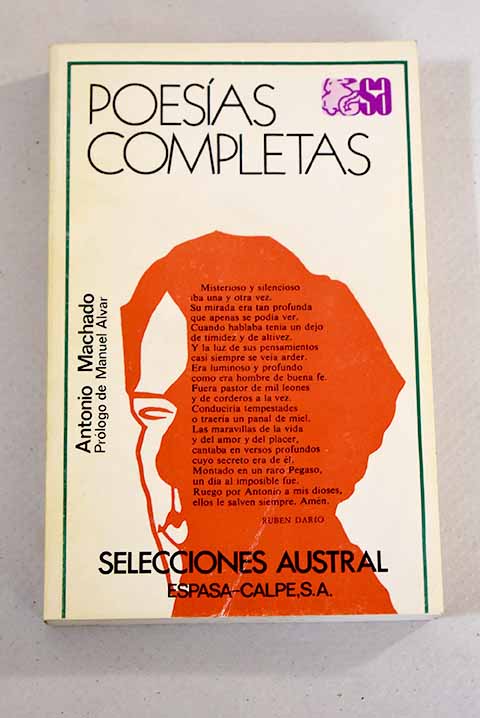 POESÍAS
COMPLETAS
sa
Antonio Machado
Prólogo de Manuel Alvar
Misterioso y silencioso
iba una y otra vez.
Su mirada era tan profunda
que apenas se podía ver.
Cuando hablaba tenía un dejo
de timidez y de altivez.
Y la luz de sus pensamientos
casi siempre se veía arder.
Era luminoso y profundo
como era hombre de buena fe.
Fuera pastor de mil leones
y de corderos a la vez.
Conduciría tempestades
o traería un panal de miel.
Las maravillas de la vida
y del amor y del placer,
cantaba en versos profundos
cuyo secreto era de él.
Montado en un raro Pegaso,
un día al imposible fue.
Ruego por Antonio a mis dioses,
ellos le salven siempre. Amén.
RUBEN DARIO
SELECCIONES AUSTRAL
ESPASA-CALPE, S.A.